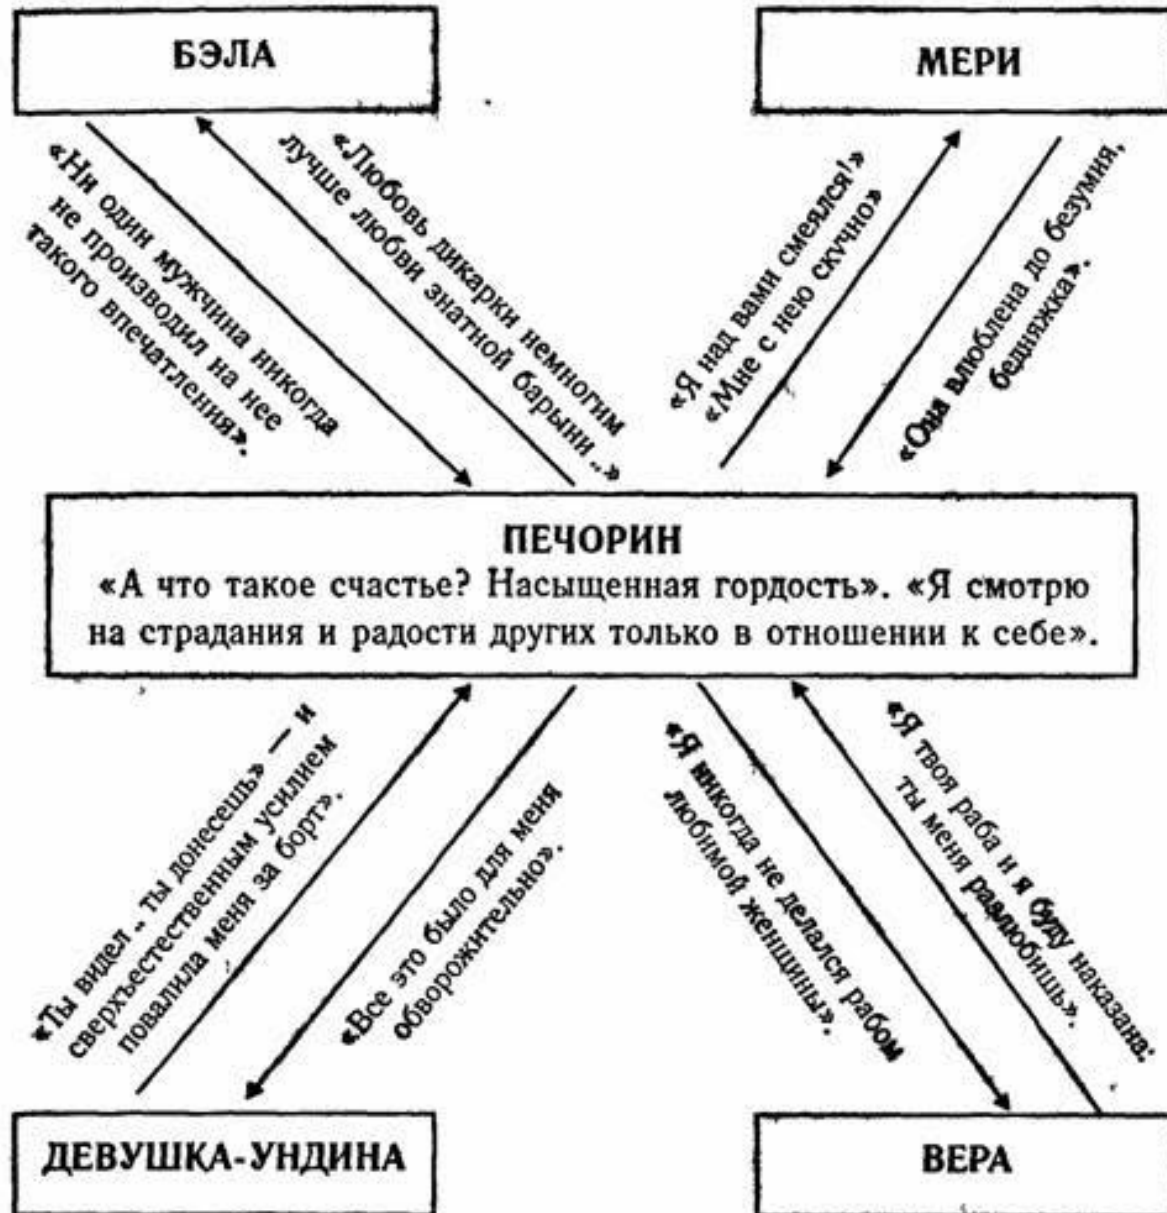 БЭЛА
МЕРИ
«Ни один мужчина никогда
не производил на нее
такого впечатления».
«Любовь дикарки немногим
лучше любви знатной барыни..»
«Я над вами смеялся'»
«Мне с нею скучно»
«Она влюблена до безумия,
бедняжка».
ПЕЧОРИН
«А что такое счастье? Насыщенная гордость». «Я смотрю
на страдания и радости других только в отношении к себе».
«Ты видел .. ты донесешь» — и
сверхъестественным усилием
повалила меня за борт».
«Все это было для меня
обворожительно».
«Я никогда не делался рабом
любимой женщины».
«Я твоя раба и я буду наказана:
ты меня разлюбишь».
ДЕВУШКА-УНДИНА
ВЕРА